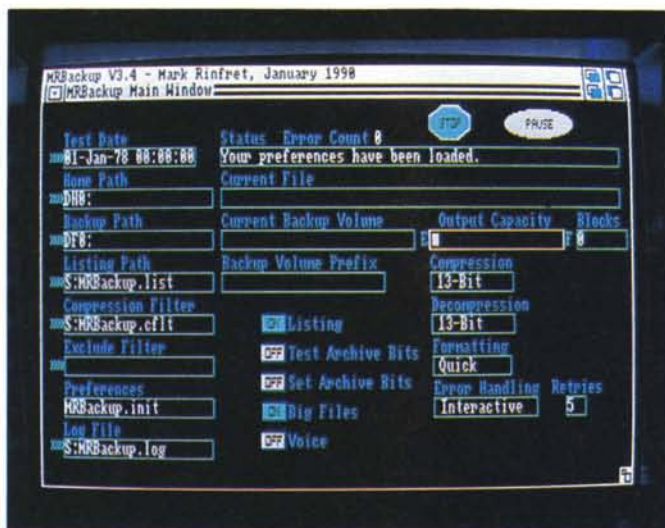 MRBackup V3.4 - Mark Rinfret, January 1990
MRBackup Main Window
STOP PAUSE
Test Date Status Error Count 0
01-Jan-78 00:00:00 Your preferences have been loaded.
Home Path Current File
DH0:
Backup Path Current Backup Volume Output Capacity Blocks
DF0: E F 0
Listing Path Backup Volume Prefix Compression
S:MRBackup.list 13-Bit
Compression Filter Decompression
S:MRBackup.cflt ON Listing 13-Bit
Exclude Filter OFF Test Archive Bits Formatting
Quick
Preferences OFF Set Archive Bits Error Handling Retries
MRBackup.init ON Big Files Interactive 5
Log File OFF Voice
S:MRBackup.log